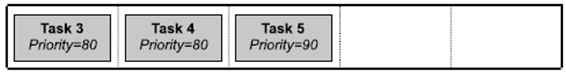 Task 3
Priority=80
Task 4
Priority=80
Task 5
Priority=90